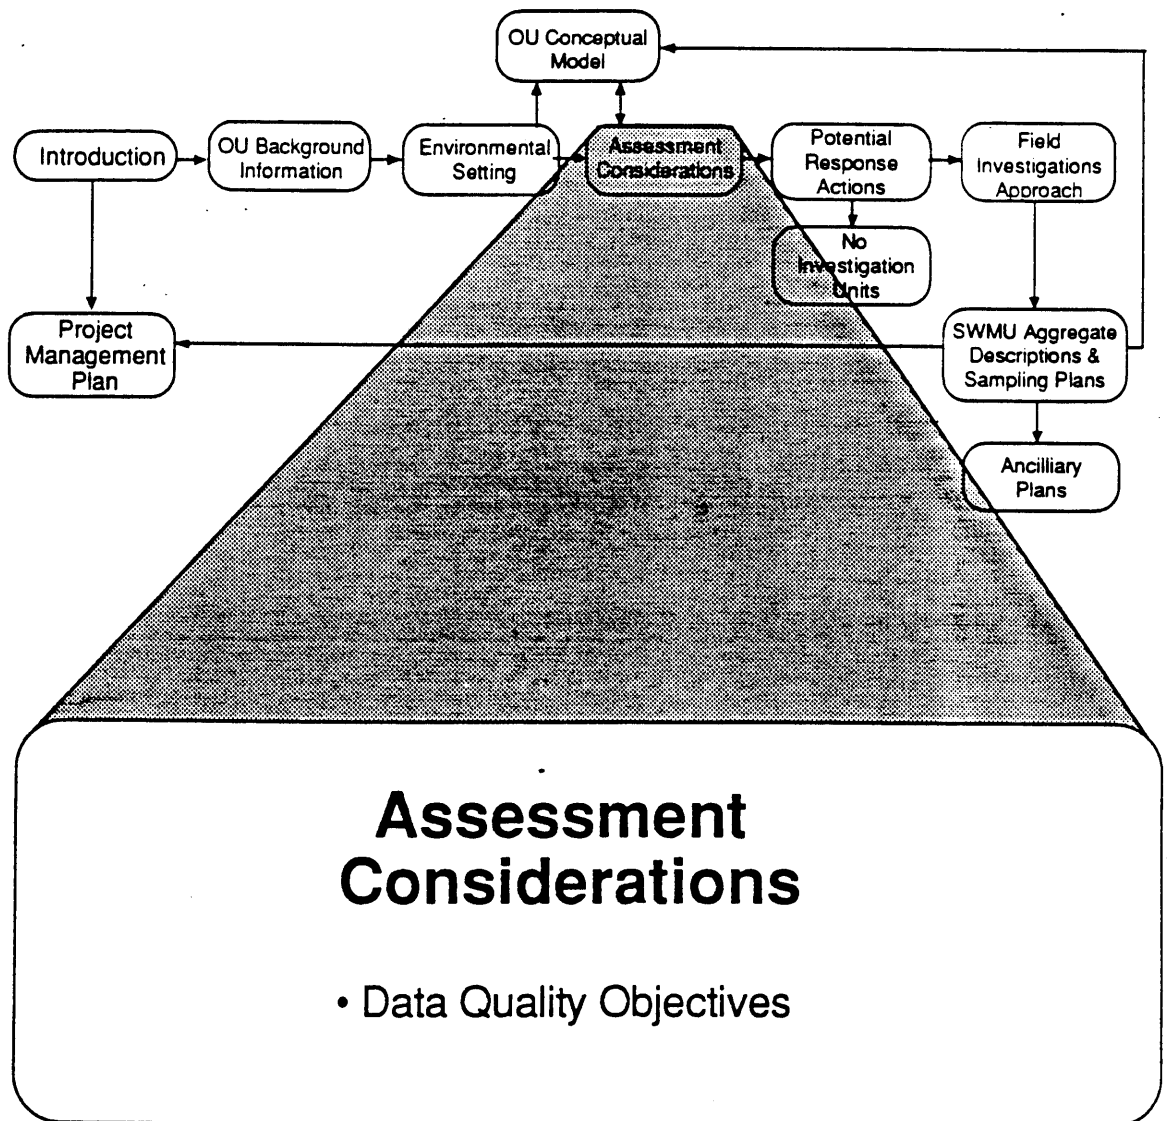 OU Conceptual
Model
Introduction
OU Background
Information
Environmental
Setting
Assessment
Considerations
Potential
Response
Actions
Field
Investigations
Approach
No
Investigation
Units
Project
Management
Plan
SWMU Aggregate
Descriptions &
Sampling Plans
Ancilliary
Plans
Assessment
Considerations
• Data Quality Objectives